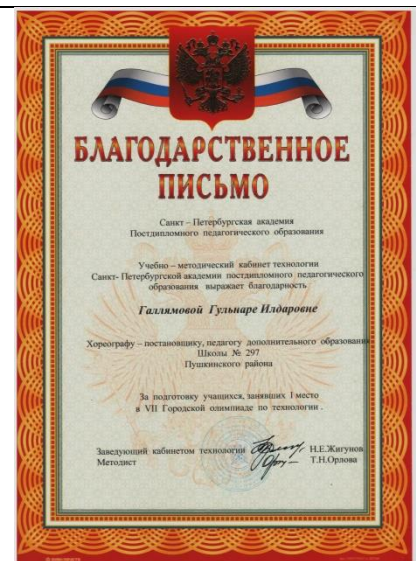 БЛАГОДАРСТВЕННОЕ
ПИСЬМО
Санкт – Петербургская академия
Постдипломного педагогического образования
Учебно – методический кабинет технологии
Санкт- Петербургской академии постдипломного педагогического
образования выражает благодарность
Галлямовой Гульнаре Илдаровне
Хореографу – постановщику, педагогу дополнительного образования
Школы № 297
Пушкинского района
За подготовку учащихся, занявших I место
в VII Городской олимпиаде по технологии .
Заведующий кабинетом технологии Н.Е.Жигунов
Методист Т.Н.Орлова